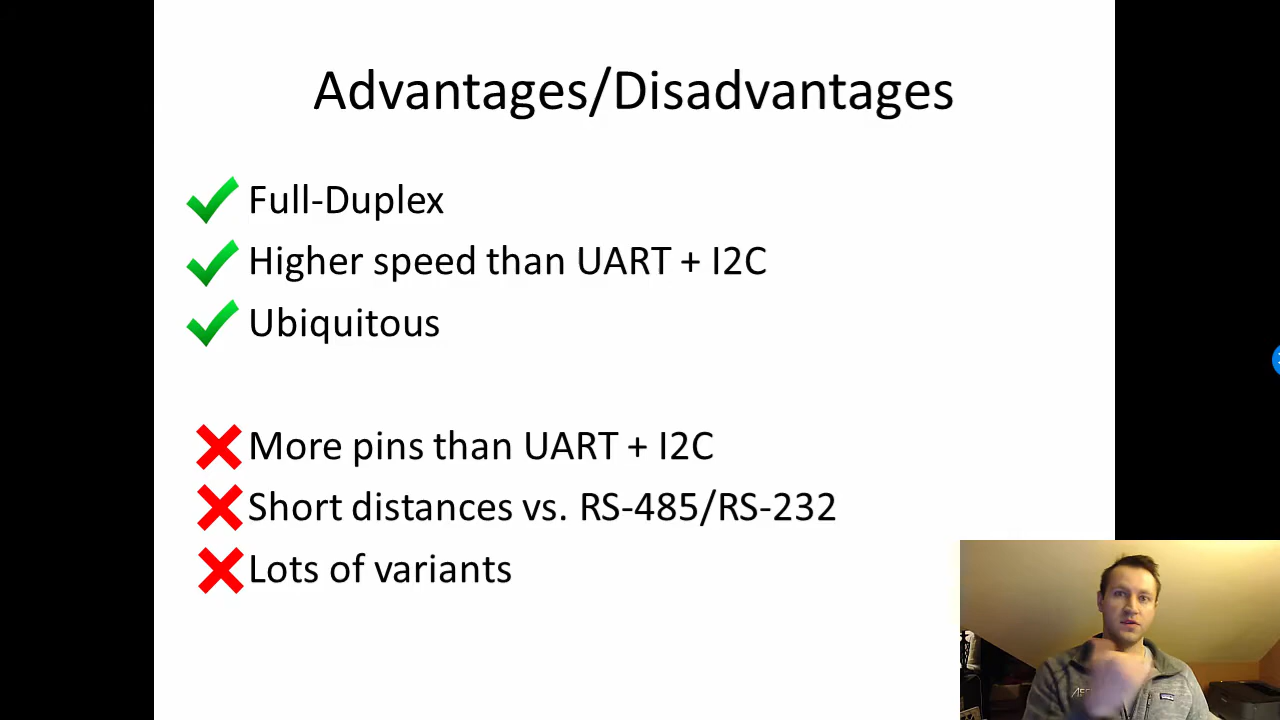 Advantages/Disadvantages
Full-Duplex
Higher speed than UART + I2C
Ubiquitous
More pins than UART + I2C
Short distances vs. RS-485/RS-232
Lots of variants